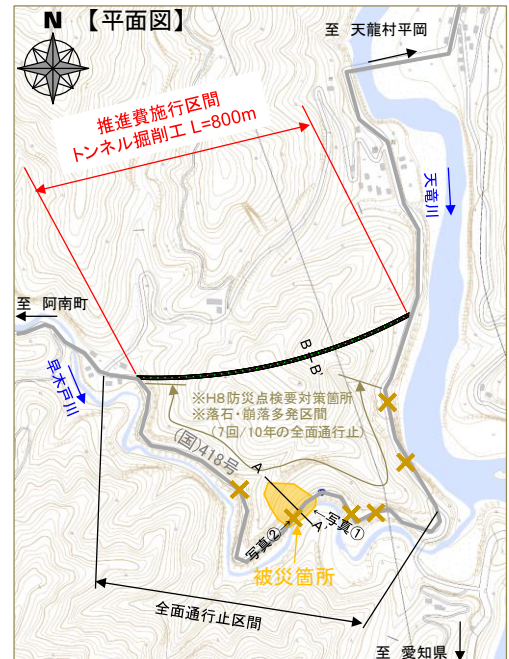 N 【平面図】
至 天龍村平岡
推進費施行区間
トンネル掘削工 L=800m
天竜川
至 阿南町
早木戸川
B-B'
※H8防災点検要対策箇所
※落石・崩落多発区間
(7回/10年の全面通行止)
(国)418号
A
A'
写真①
写真②
被災箇所
全面通行止区間
至 愛知県